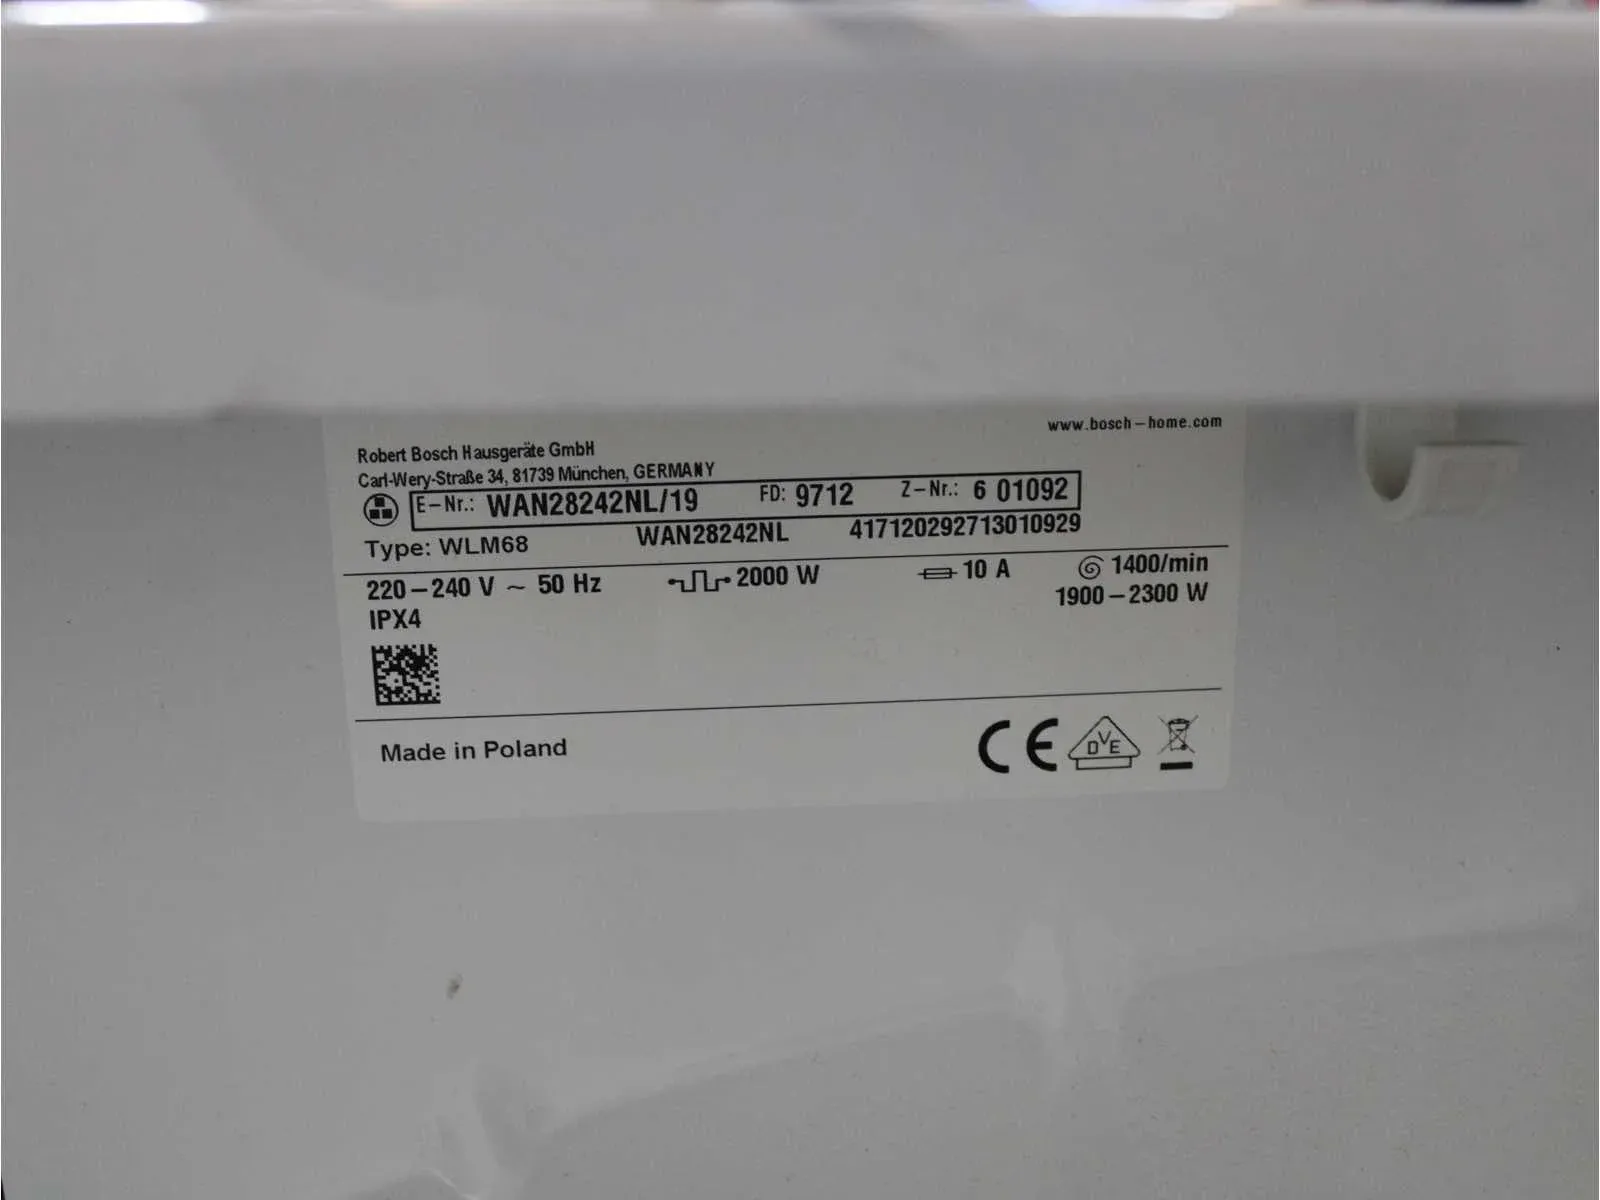 www.bosch-home.com
Robert Bosch Hausgeräte GmbH
Carl-Wery-Straße 34, 81739 München, GERMANY
E-Nr.: WAN28242NL/19 FD: 9712 Z-Nr.: 6 01092
Type: WLM68 WAN28242NL 417120292713010929
220-240 V ~ 50 Hz 2000 W 10 A 1400/min
IPX4 1900-2300 W
Made in Poland CE DVE